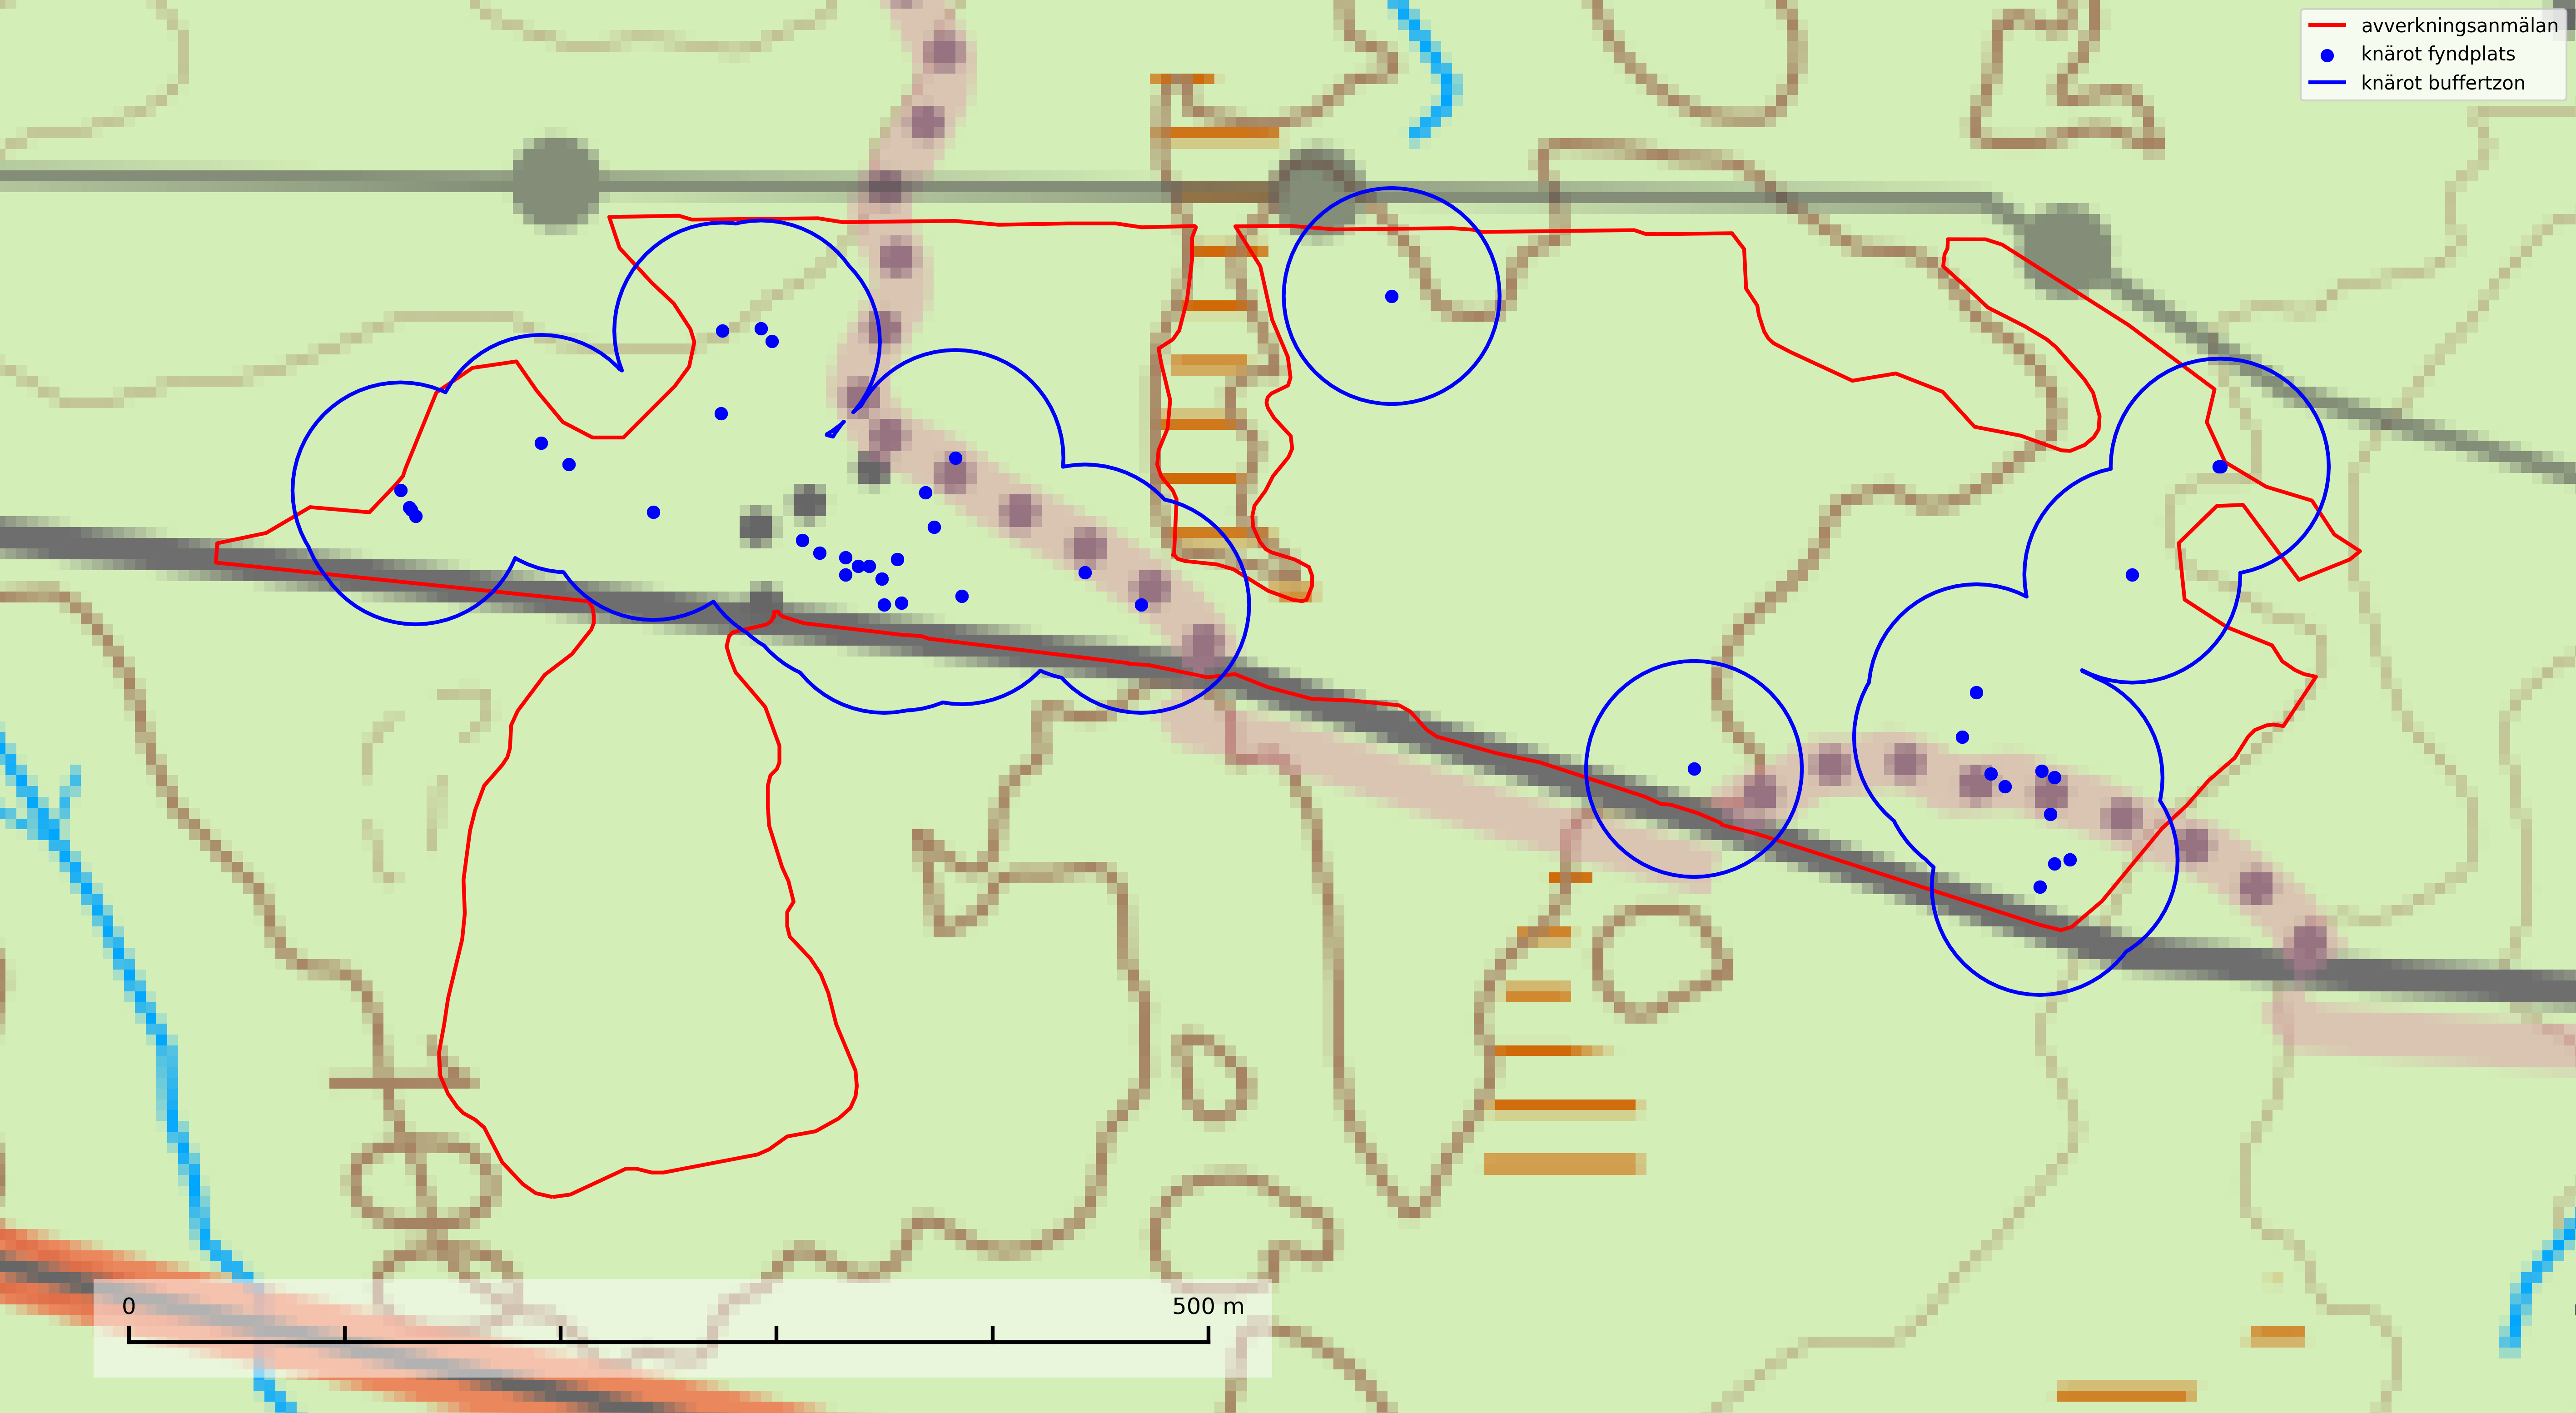 avverkningsanmälan
knärot fyndplats
knärot buffertzon
0 500 m